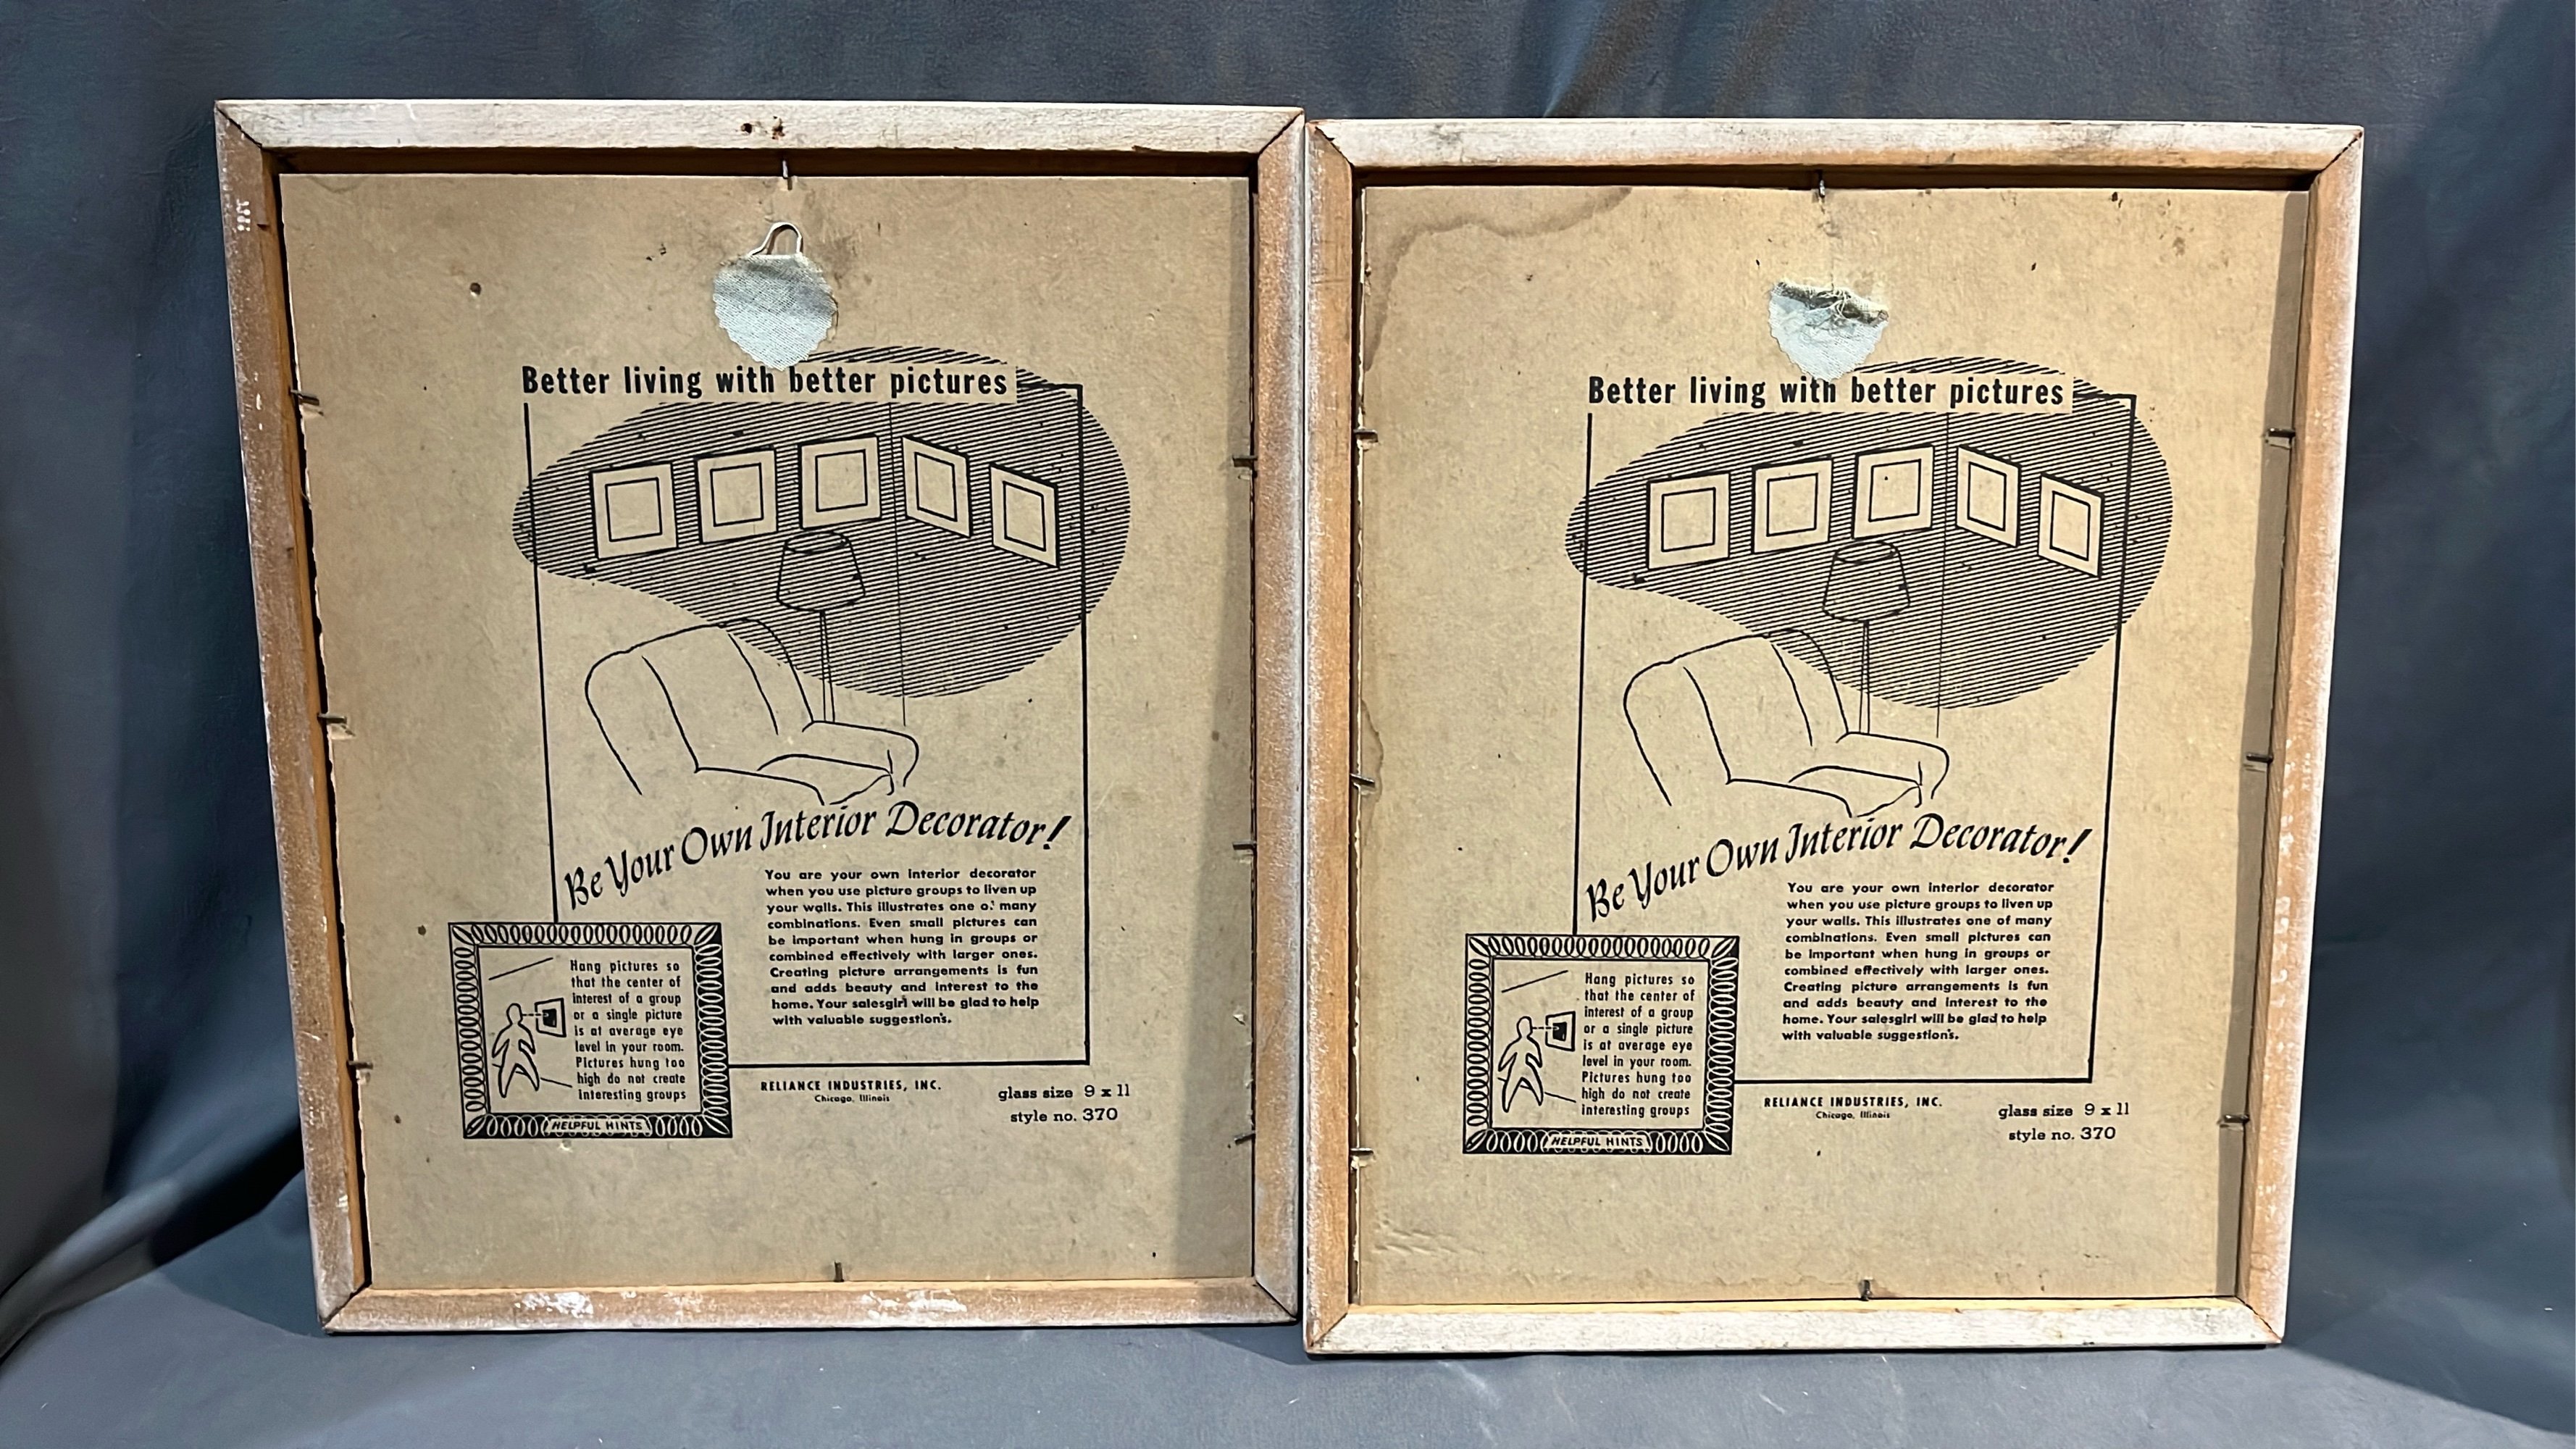 Better living with better pictures
Be Your Own Interior Decorator!
You are your own interior decorator
when you use picture groups to liven up
your walls. This illustrates one o. many
combinations. Even small pictures can
be important when hung in groups or
combined effectively with larger ones.
Creating picture arrangements is fun
and adds beauty and interest to the
home. Your salesgirl will be glad to help
with valuable suggestions.
Hang pictures so
that the center of
interest of a group
or a single picture
is at average eye
level in your room.
Pictures hung too
high do not create
interesting groups
HELPFUL HINTS
RELIANCE INDUSTRIES, INC.
Chicago, Illinois
glass size 9 x 11
style no. 370
Better living with better pictures
Be Your Own Interior Decorator!
You are your own interior decorator
when you use picture groups to liven up
your walls. This illustrates one of many
combinations. Even small pictures can
be important when hung in groups or
combined effectively with larger ones.
Creating picture arrangements is fun
and adds beauty and interest to the
home. Your salesgirl will be glad to help
with valuable suggestions.
Hang pictures so
that the center of
interest of a group
or a single picture
is at average eye
level in your room.
Pictures hung too
high do not create
interesting groups
HELPFUL HINTS
RELIANCE INDUSTRIES, INC.
Chicago, Illinois
glass size 9 x 11
style no. 370